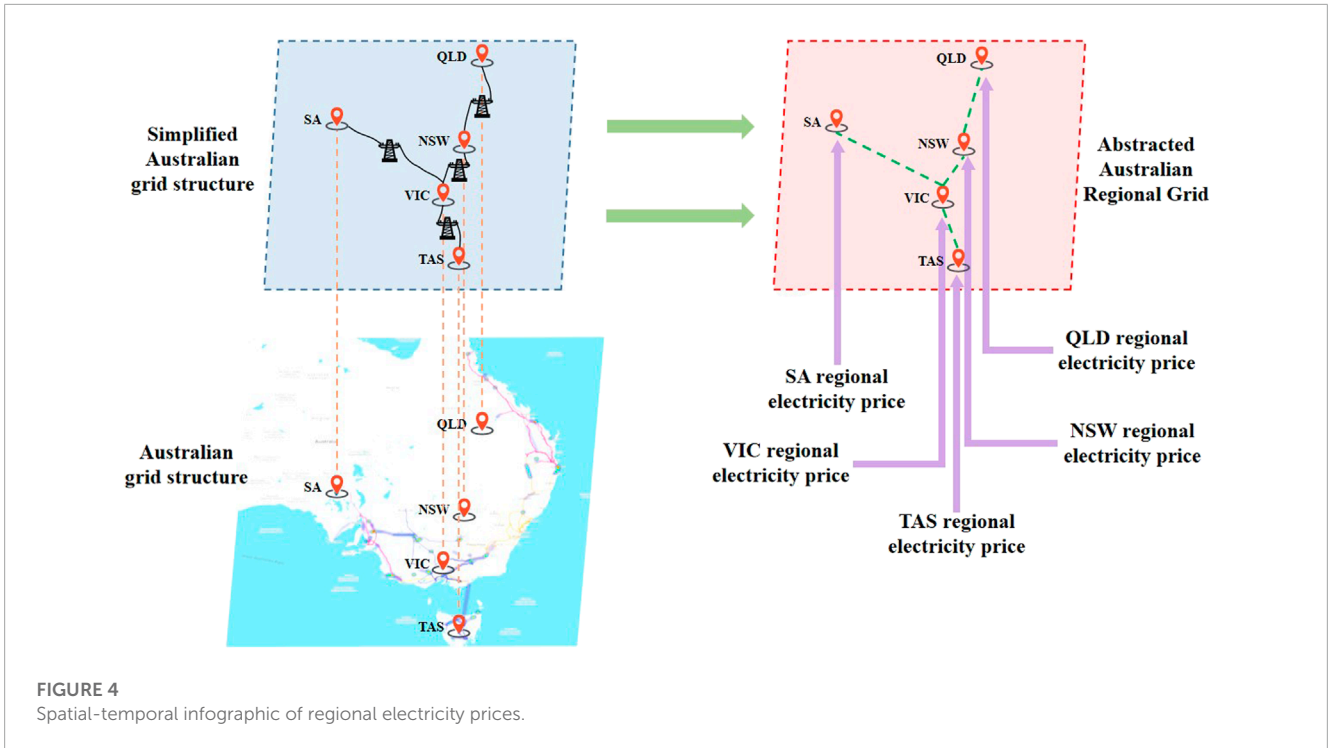 QLD
SA
NSW
VIC
TAS
Simplified
Australian
grid structure
QLD
SA
NSW
VIC
TAS
Abstracted
Australian
Regional Grid
QLD
SA
NSW
VIC
TAS
Australian
grid structure
SA regional
electricity price
VIC regional
electricity price
TAS regional
electricity price
QLD regional
electricity price
NSW regional
electricity price
FIGURE 4
Spatial-temporal infographic of regional electricity prices.